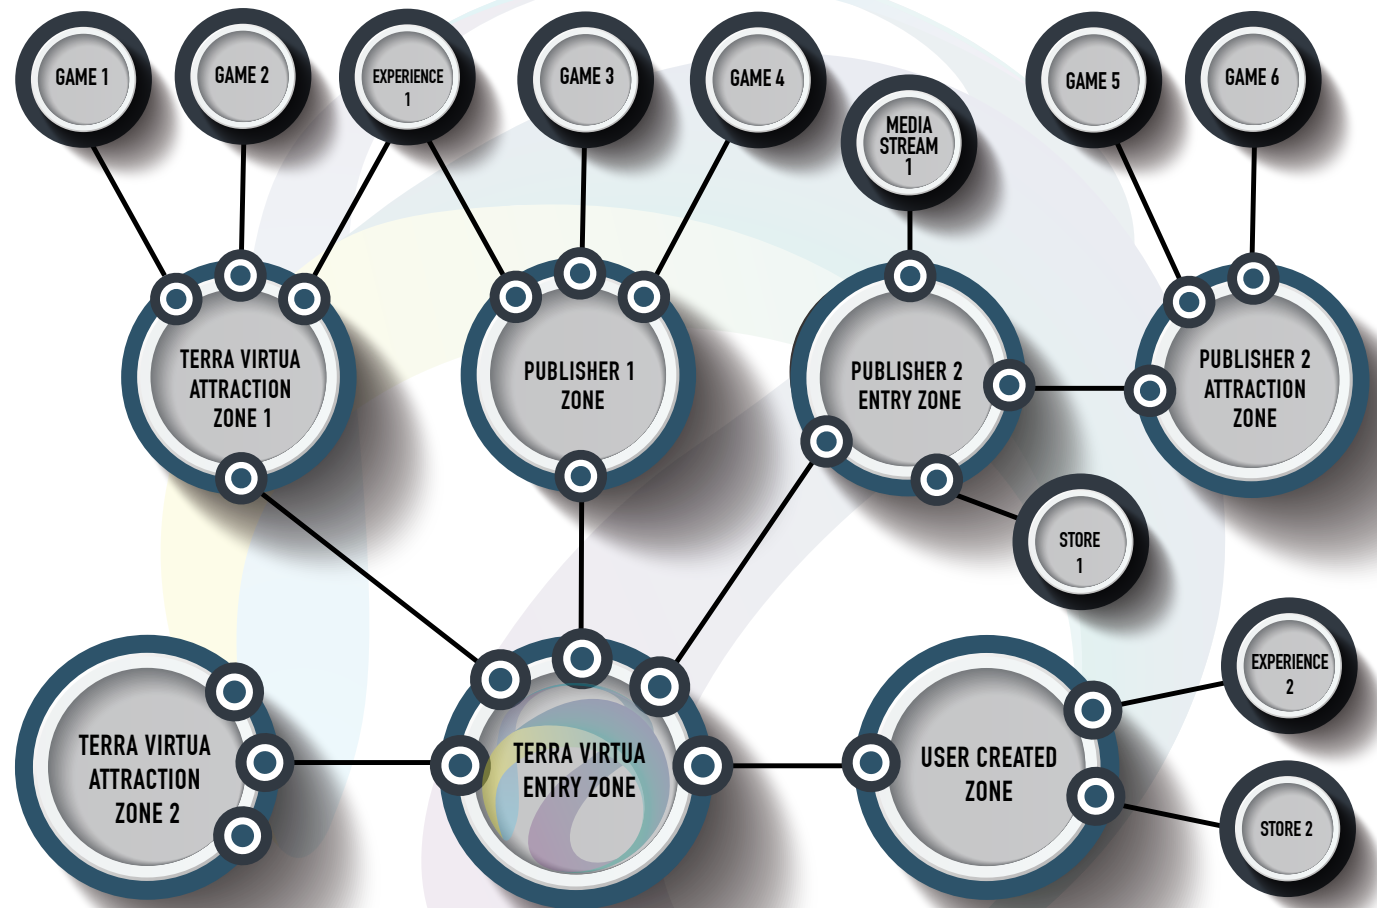 GAME 1
GAME 2
EXPERIENCE
1
GAME 3
GAME 4
MEDIA
STREAM
1
GAME 5
GAME 6
TERRA VIRTUA
ATTRACTION
ZONE 1
PUBLISHER 1
ZONE
PUBLISHER 2
ENTRY ZONE
PUBLISHER 2
ATTRACTION
ZONE
STORE
1
TERRA VIRTUA
ATTRACTION
ZONE 2
TERRA VIRTUA
ENTRY ZONE
USER CREATED
ZONE
EXPERIENCE
2
STORE 2